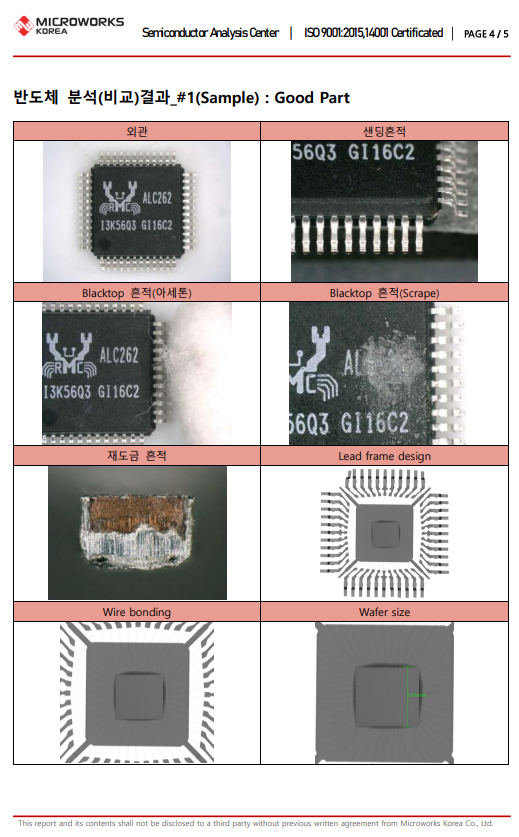 MICROWORKS
KOREA
Semiconductor Analysis Center | ISO 9001:2015,14001 Certificated | PAGE 4 / 5
반도체 분석(비교)결과_#1(Sample) : Good Part
외관
샌딩흔적
RMC
ALC262
I3K56Q3 GI16C2
56Q3 GI16C2
Blacktop 흔적(아세톤)
Blacktop 흔적(Scrape)
RMC
ALC262
I3K56Q3 GI16C2
AL
56Q3 GI16C2
재도금 흔적
Lead frame design
Wire bonding
Wafer size
This report and its contents shall not be disclosed to a third party without previous written agreement from Microworks Korea Co., Ltd.